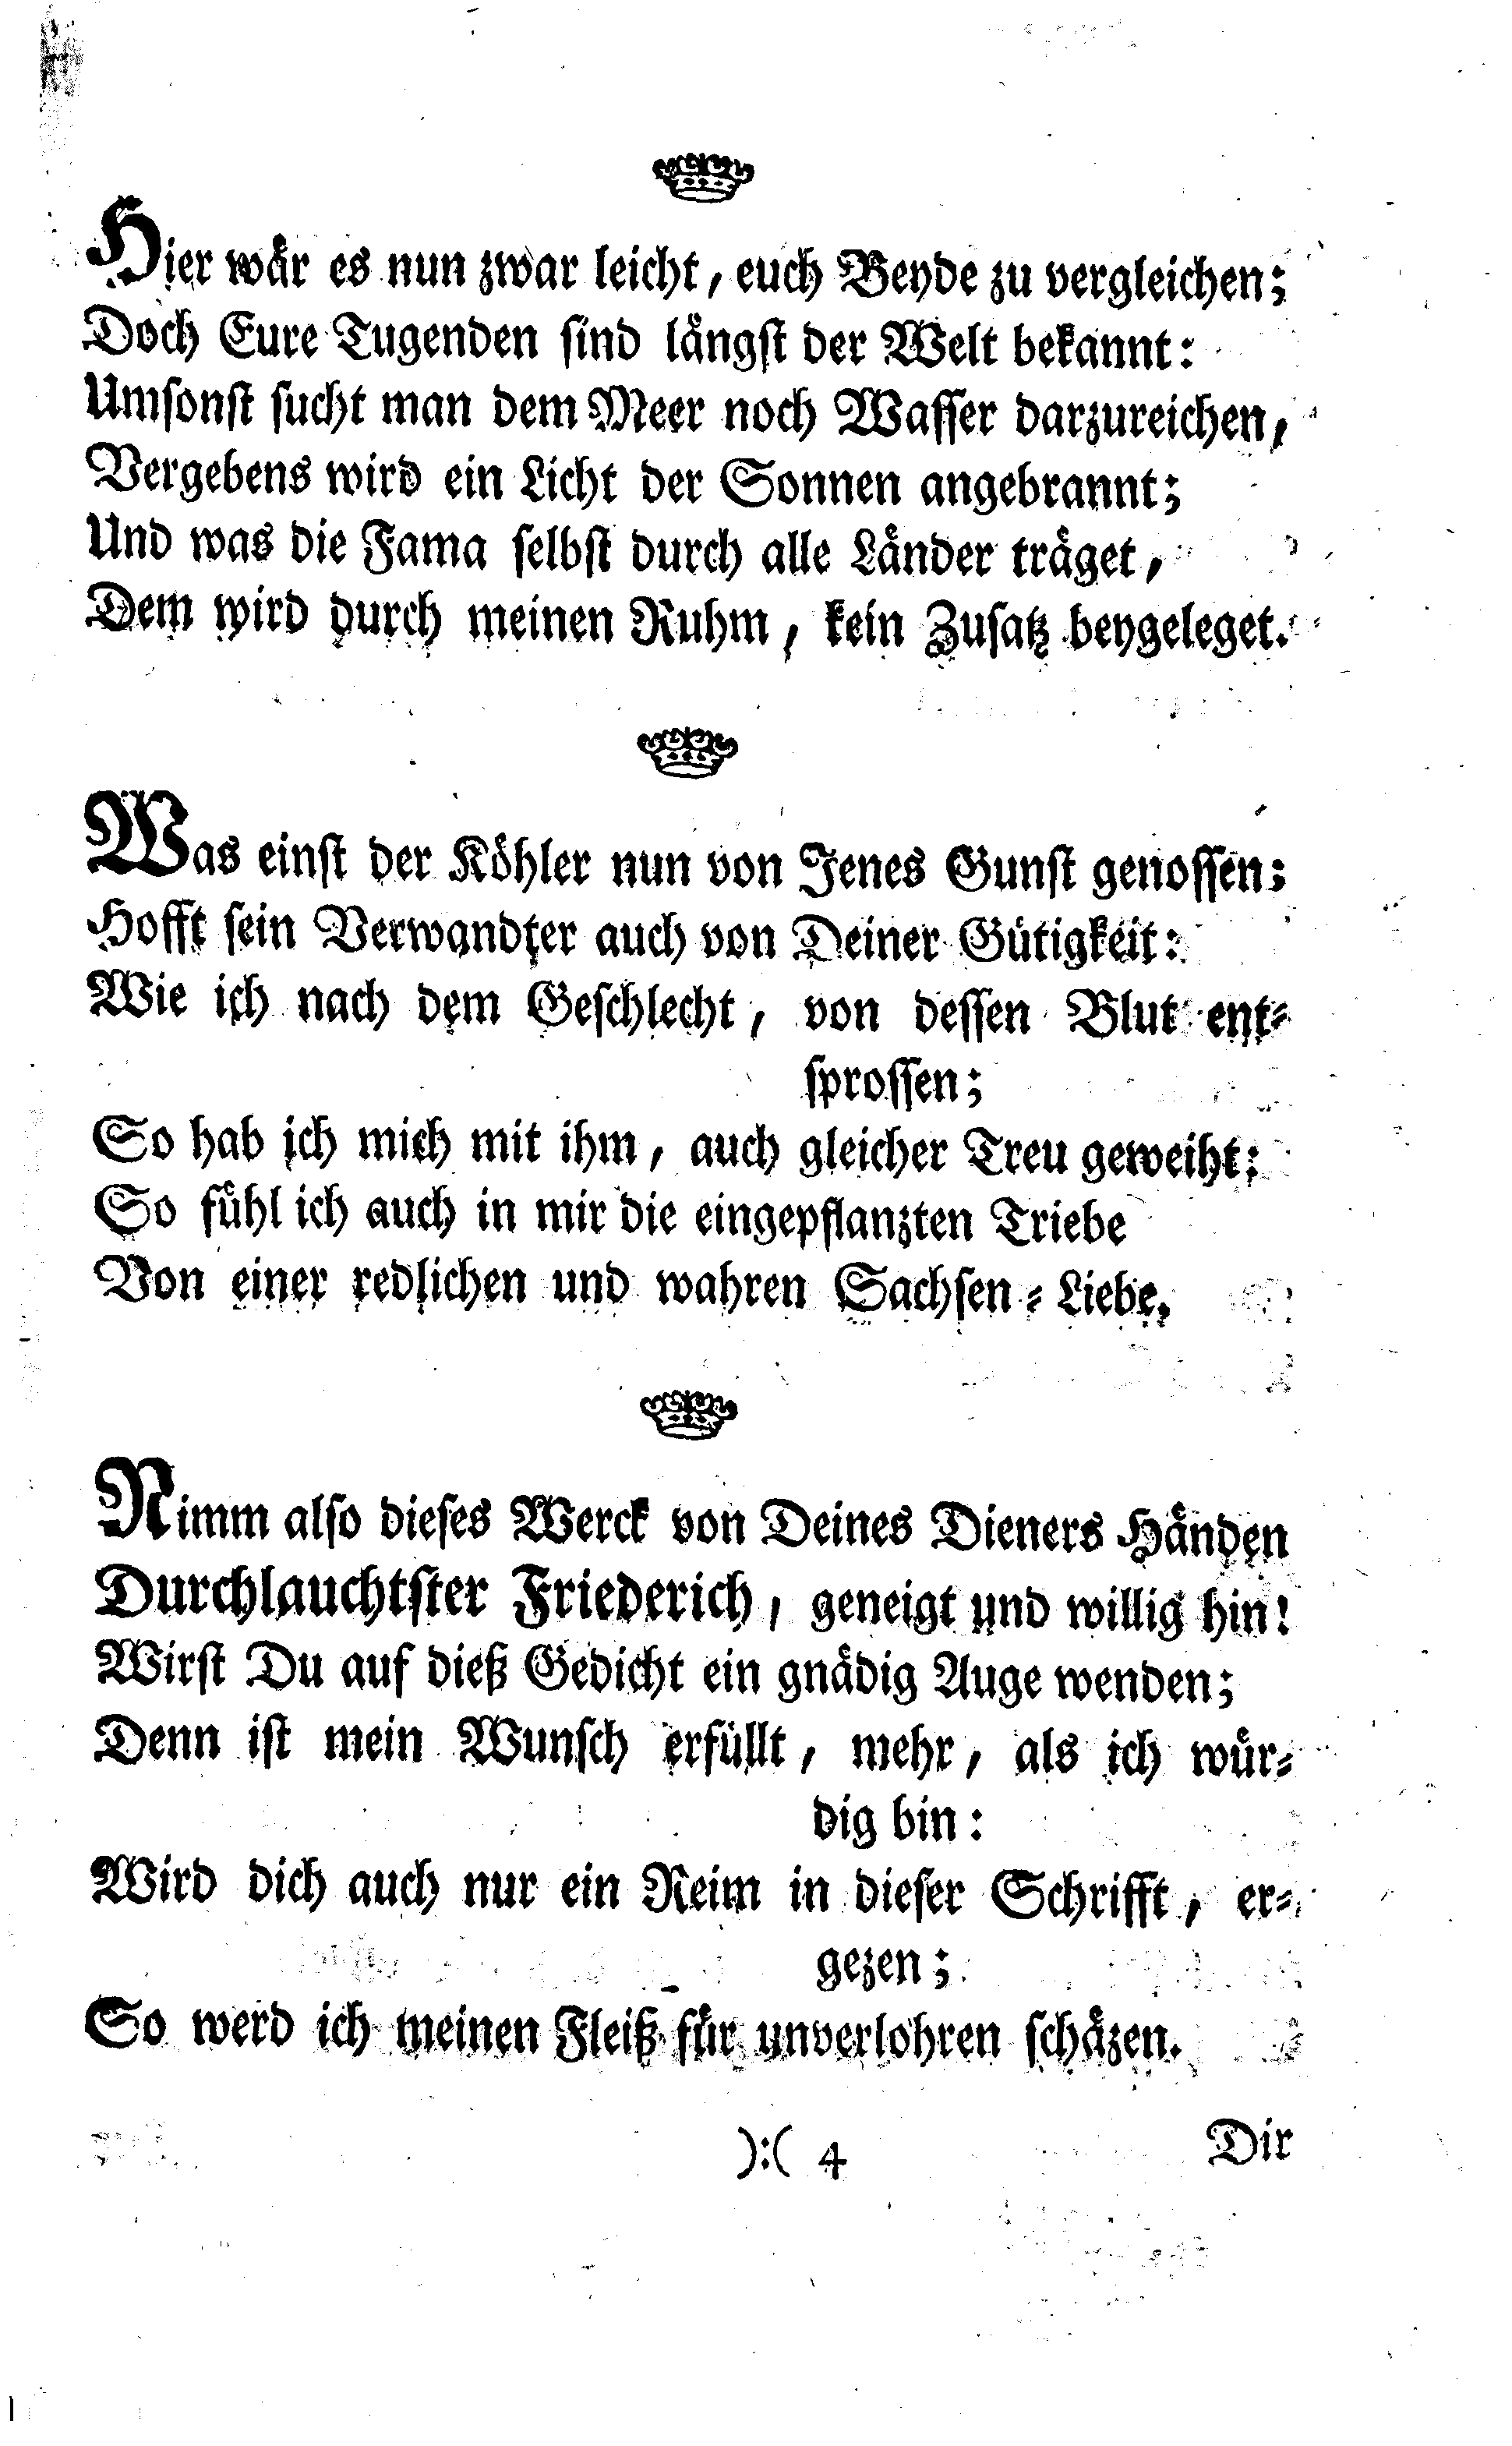 Hier wär es nun zwar leicht, euch Beyde zu vergleichen;
Doch Eure Tugenden sind längst der Welt bekannt:
Umsonst sucht man dem Meer noch Wasser darzureichen,
Vergebens wird ein Licht der Sonnen angebrannt;
Und was die Fama selbst durch alle Länder träget,
Dem wird durch meinen Ruhm, kein Zusatz beygeleget.
Was einst der Köhler nun von Jenes Gunst genossen:
Hofft sein Verwandter auch von Deiner Gütigkeit:
Wie ich nach dem Geschlecht, von dessen Blut ent-
sprossen;
So hab ich mich mit ihm, auch gleicher Treu geweiht:
So fühl ich auch in mir die eingepflanzten Triebe
Von einer redlichen und wahren Sachsen-Liebe.
Nimm also dieses Werck von Deines Dieners Händen
Durchlauchtster Friederich, geneigt und willig hin!
Wirst Du auf dieß Gedicht ein gnädig Auge wenden;
Denn ist mein Wunsch erfüllt, mehr, als ich wür-
dig bin:
Wird dich auch nur ein Reim in dieser Schrifft, er-
gezen;
So werd ich meinen Fleiß für unverlohren schäzen.
):( 4
Dir